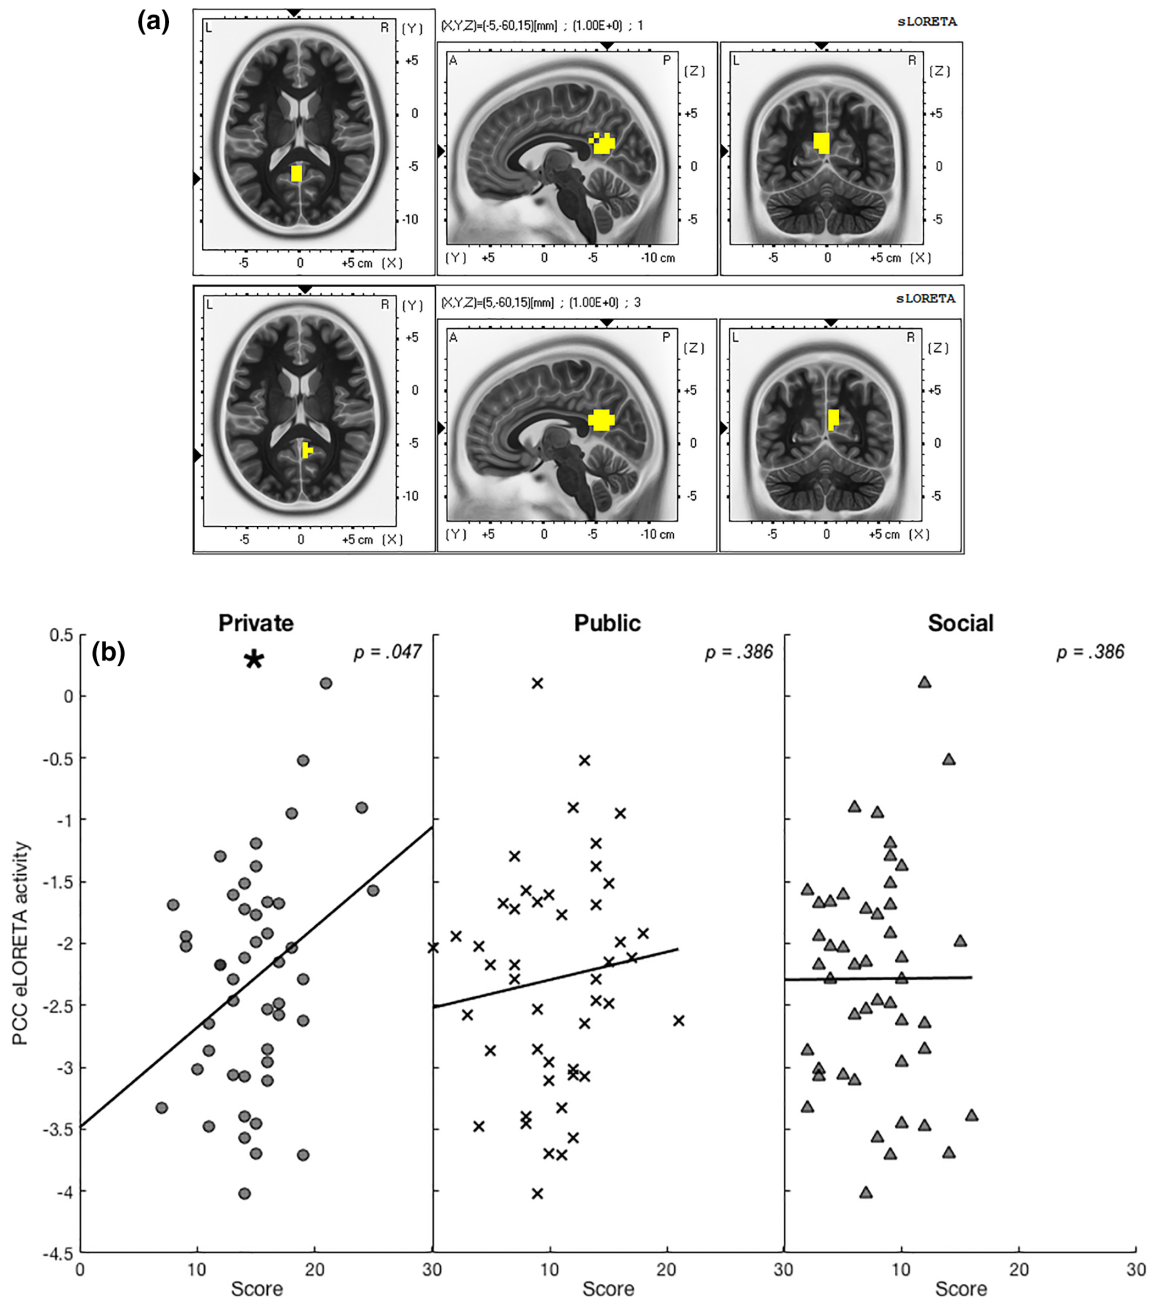 (a)
(X,Y,Z)=(-5,-60,15)[mm] ; (1.00E+0) ; 1 sLORETA
L R (Y)
+5
0
-5
-10
-5 0 +5 cm (X)
A P (Z)
+5
0
-5
(Y) +5 0 -5 -10 cm
L R (Z)
+5
0
-5
-5 0 +5 cm (X)
(X,Y,Z)=(5,-60,15)[mm] ; (1.00E+0) ; 3 sLORETA
L R (Y)
+5
0
-5
-10
-5 0 +5 cm (X)
A P (Z)
+5
0
-5
(Y) +5 0 -5 -10 cm
L R (Z)
+5
0
-5
-5 0 +5 cm (X)
(b)
Private Public Social
* p = .047 p = .386 p = .386
PCC eLORETA activity
0.5
0
-0.5
-1
-1.5
-2
-2.5
-3
-3.5
-4
-4.5
0 10 20 30 10 20 30 10 20 30
Score Score Score